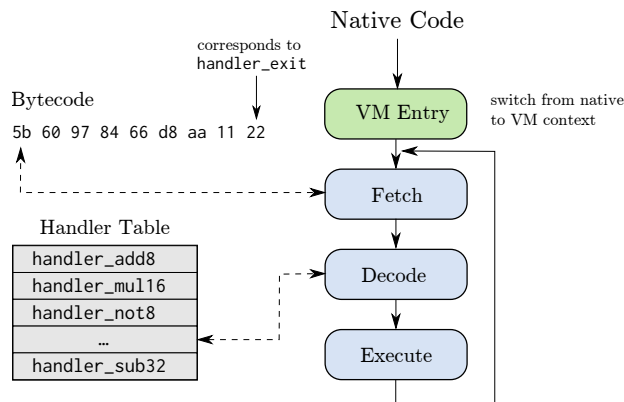 Native Code
corresponds to
handler_exit
Bytecode
5b 60 97 84 66 d8 aa 11 22
VM Entry
switch from native
to VM context
Fetch
Handler Table
handler_add8
handler_mul16
handler_not8
…
handler_sub32
Decode
Execute